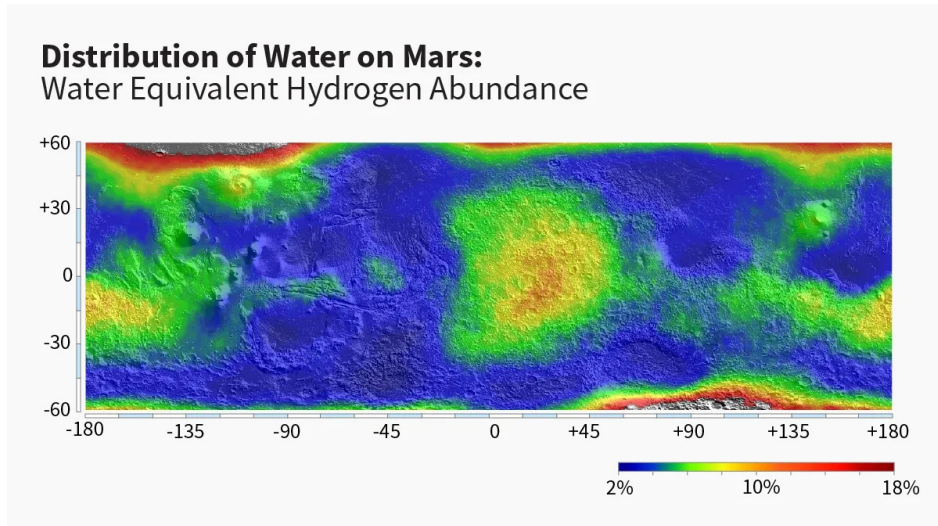 Distribution of Water on Mars:
Water Equivalent Hydrogen Abundance
+60
+30
0
-30
-60
-180 -135 -90 -45 0 +45 +90 +135 +180
2% 10% 18%